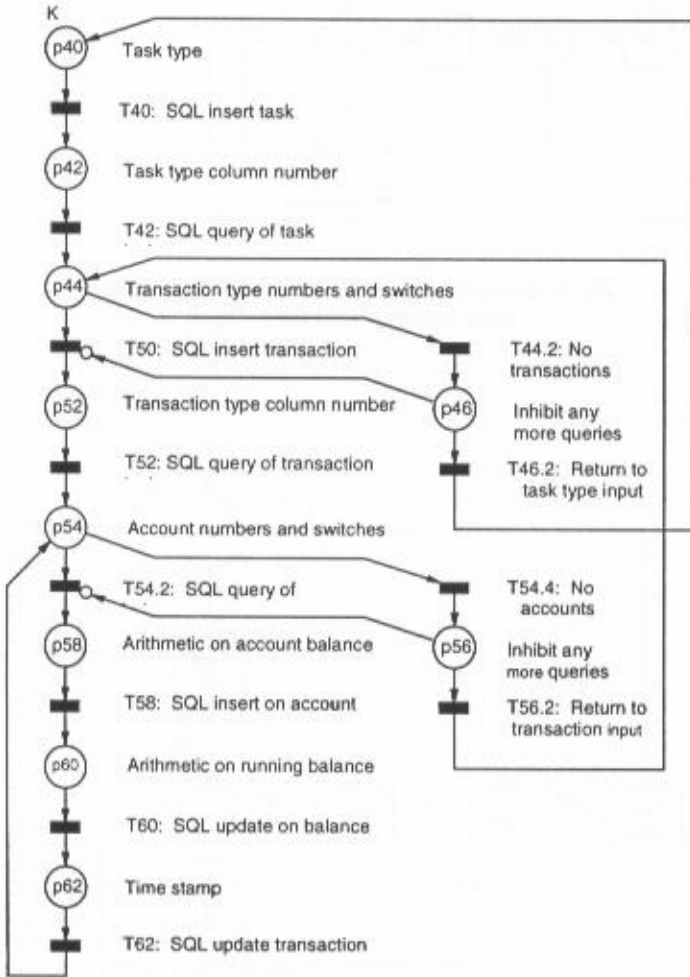 K
p40
Task type
T40: SQL insert task
p42
Task type column number
T42: SQL query of task
p44
Transaction type numbers and switches
T50: SQL insert transaction
T44.2: No
transactions
p52
Transaction type column number
p46
Inhibit any
more queries
T52: SQL query of transaction
T46.2: Return to
task type input
p54
Account numbers and switches
T54.2: SQL query of
T54.4: No
accounts
p58
Arithmetic on account balance
p56
Inhibit any
more queries
T58: SQL insert on account
T56.2: Return to
transaction input
p60
Arithmetic on running balance
T60: SQL update on balance
p62
Time stamp
T62: SQL update transaction